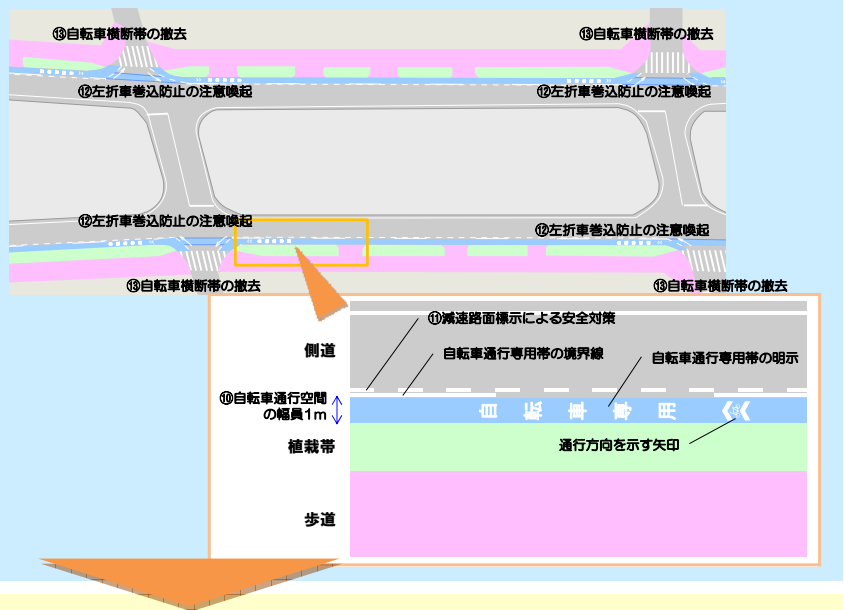 ⑬自転車横断帯の撤去
⑬自転車横断帯の撤去
⑫左折車巻込防止の注意喚起
⑫左折車巻込防止の注意喚起
⑫左折車巻込防止の注意喚起
⑫左折車巻込防止の注意喚起
⑬自転車横断帯の撤去
⑬自転車横断帯の撤去
⑪減速路面標示による安全対策
側道
自転車通行専用帯の境界線
自転車通行専用帯の明示
⑩自転車通行空間
の幅員1m
自転車専用
植栽帯
通行方向を示す矢印
歩道